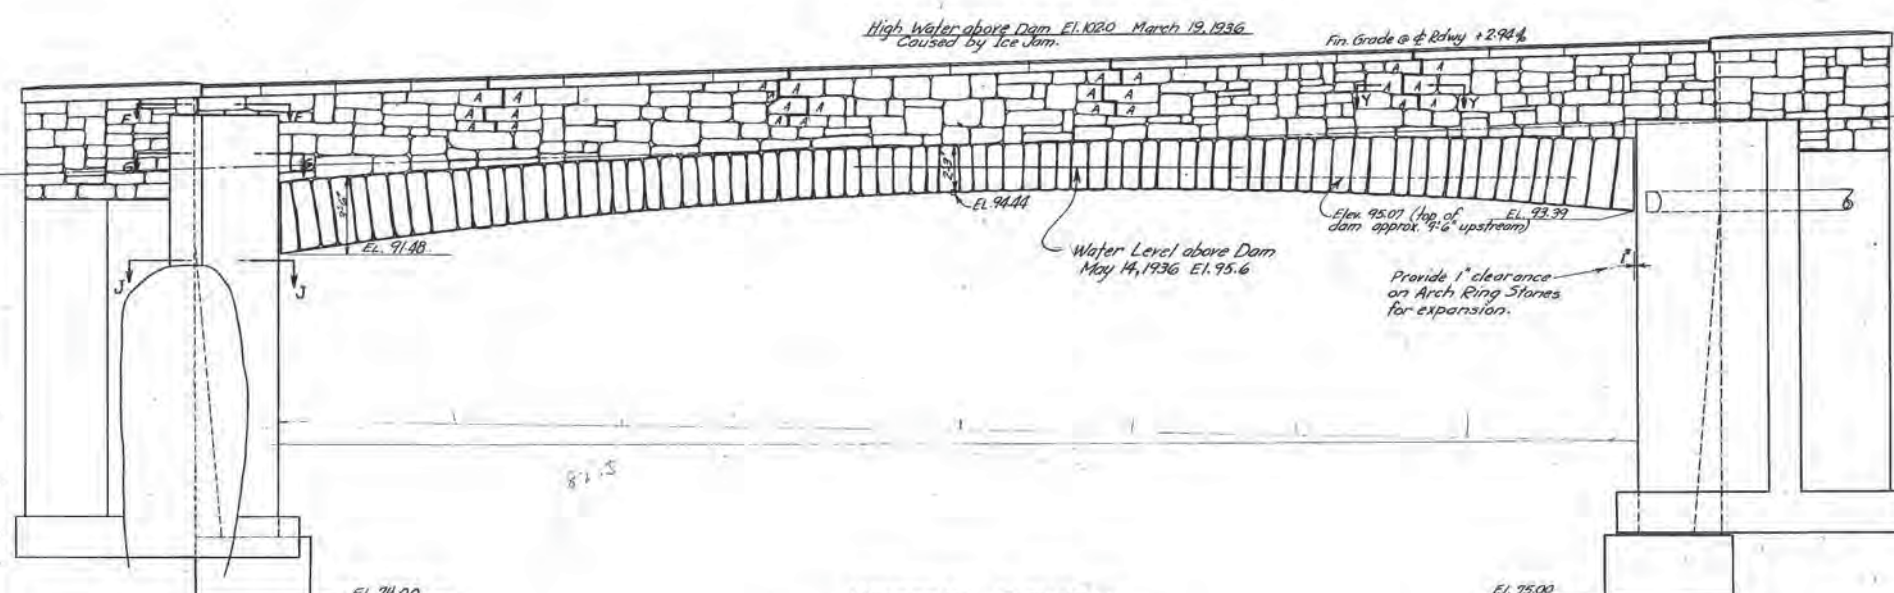 High Water above Dam El.102.0 March 19, 1936
Caused by Ice Jam.
Fin. Grade @ ₵ Rdwy +2.94%
A A
A A
A A
A A
A A
A A
A A
A A
A A
A
A A
A A
Y Y
F F
G G
2'-9"
EL. 94.44
EL. 91.48
J J
Water Level above Dam
May 14, 1936 El. 95.6
Elev. 95.07 (top of
dam approx. 9'-6" upstream)
EL. 93.39
1"
Provide 1" clearance
on Arch Ring Stones
for expansion.
El. 74.00
El. 75.00